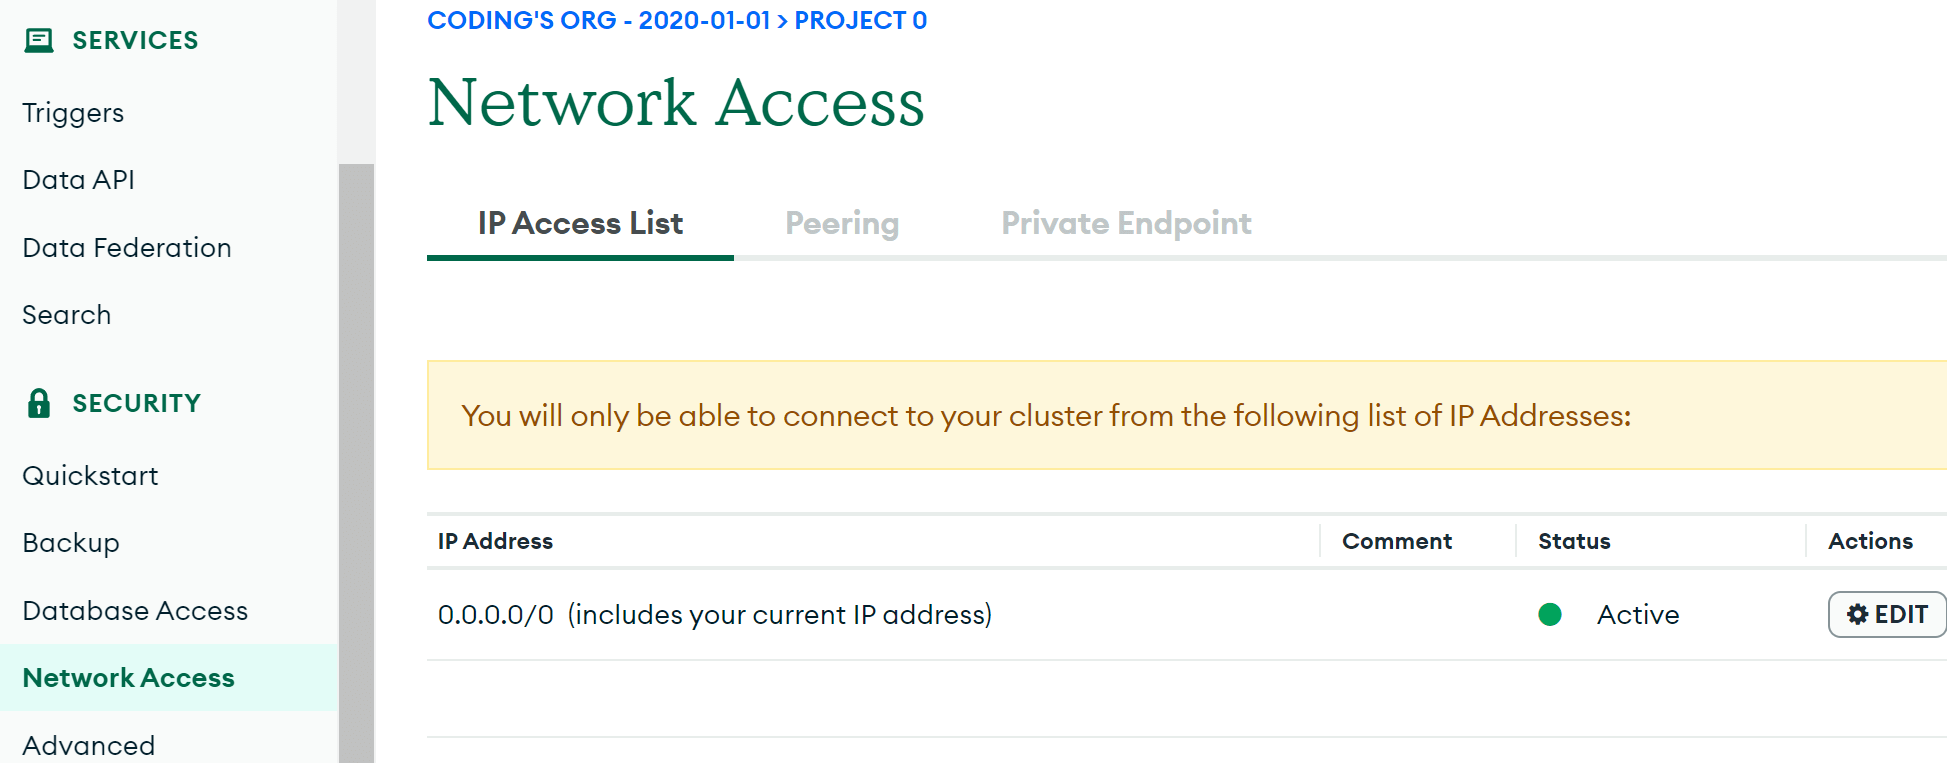 SERVICES
Triggers
Data API
Data Federation
Search
SECURITY
Quickstart
Backup
Database Access
Network Access
Advanced
CODING'S ORG - 2020-01-01 > PROJECT 0
Network Access
IP Access List Peering Private Endpoint
You will only be able to connect to your cluster from the following list of IP Addresses:
IP Address Comment Status Actions
0.0.0.0/0 (includes your current IP address) Active EDIT